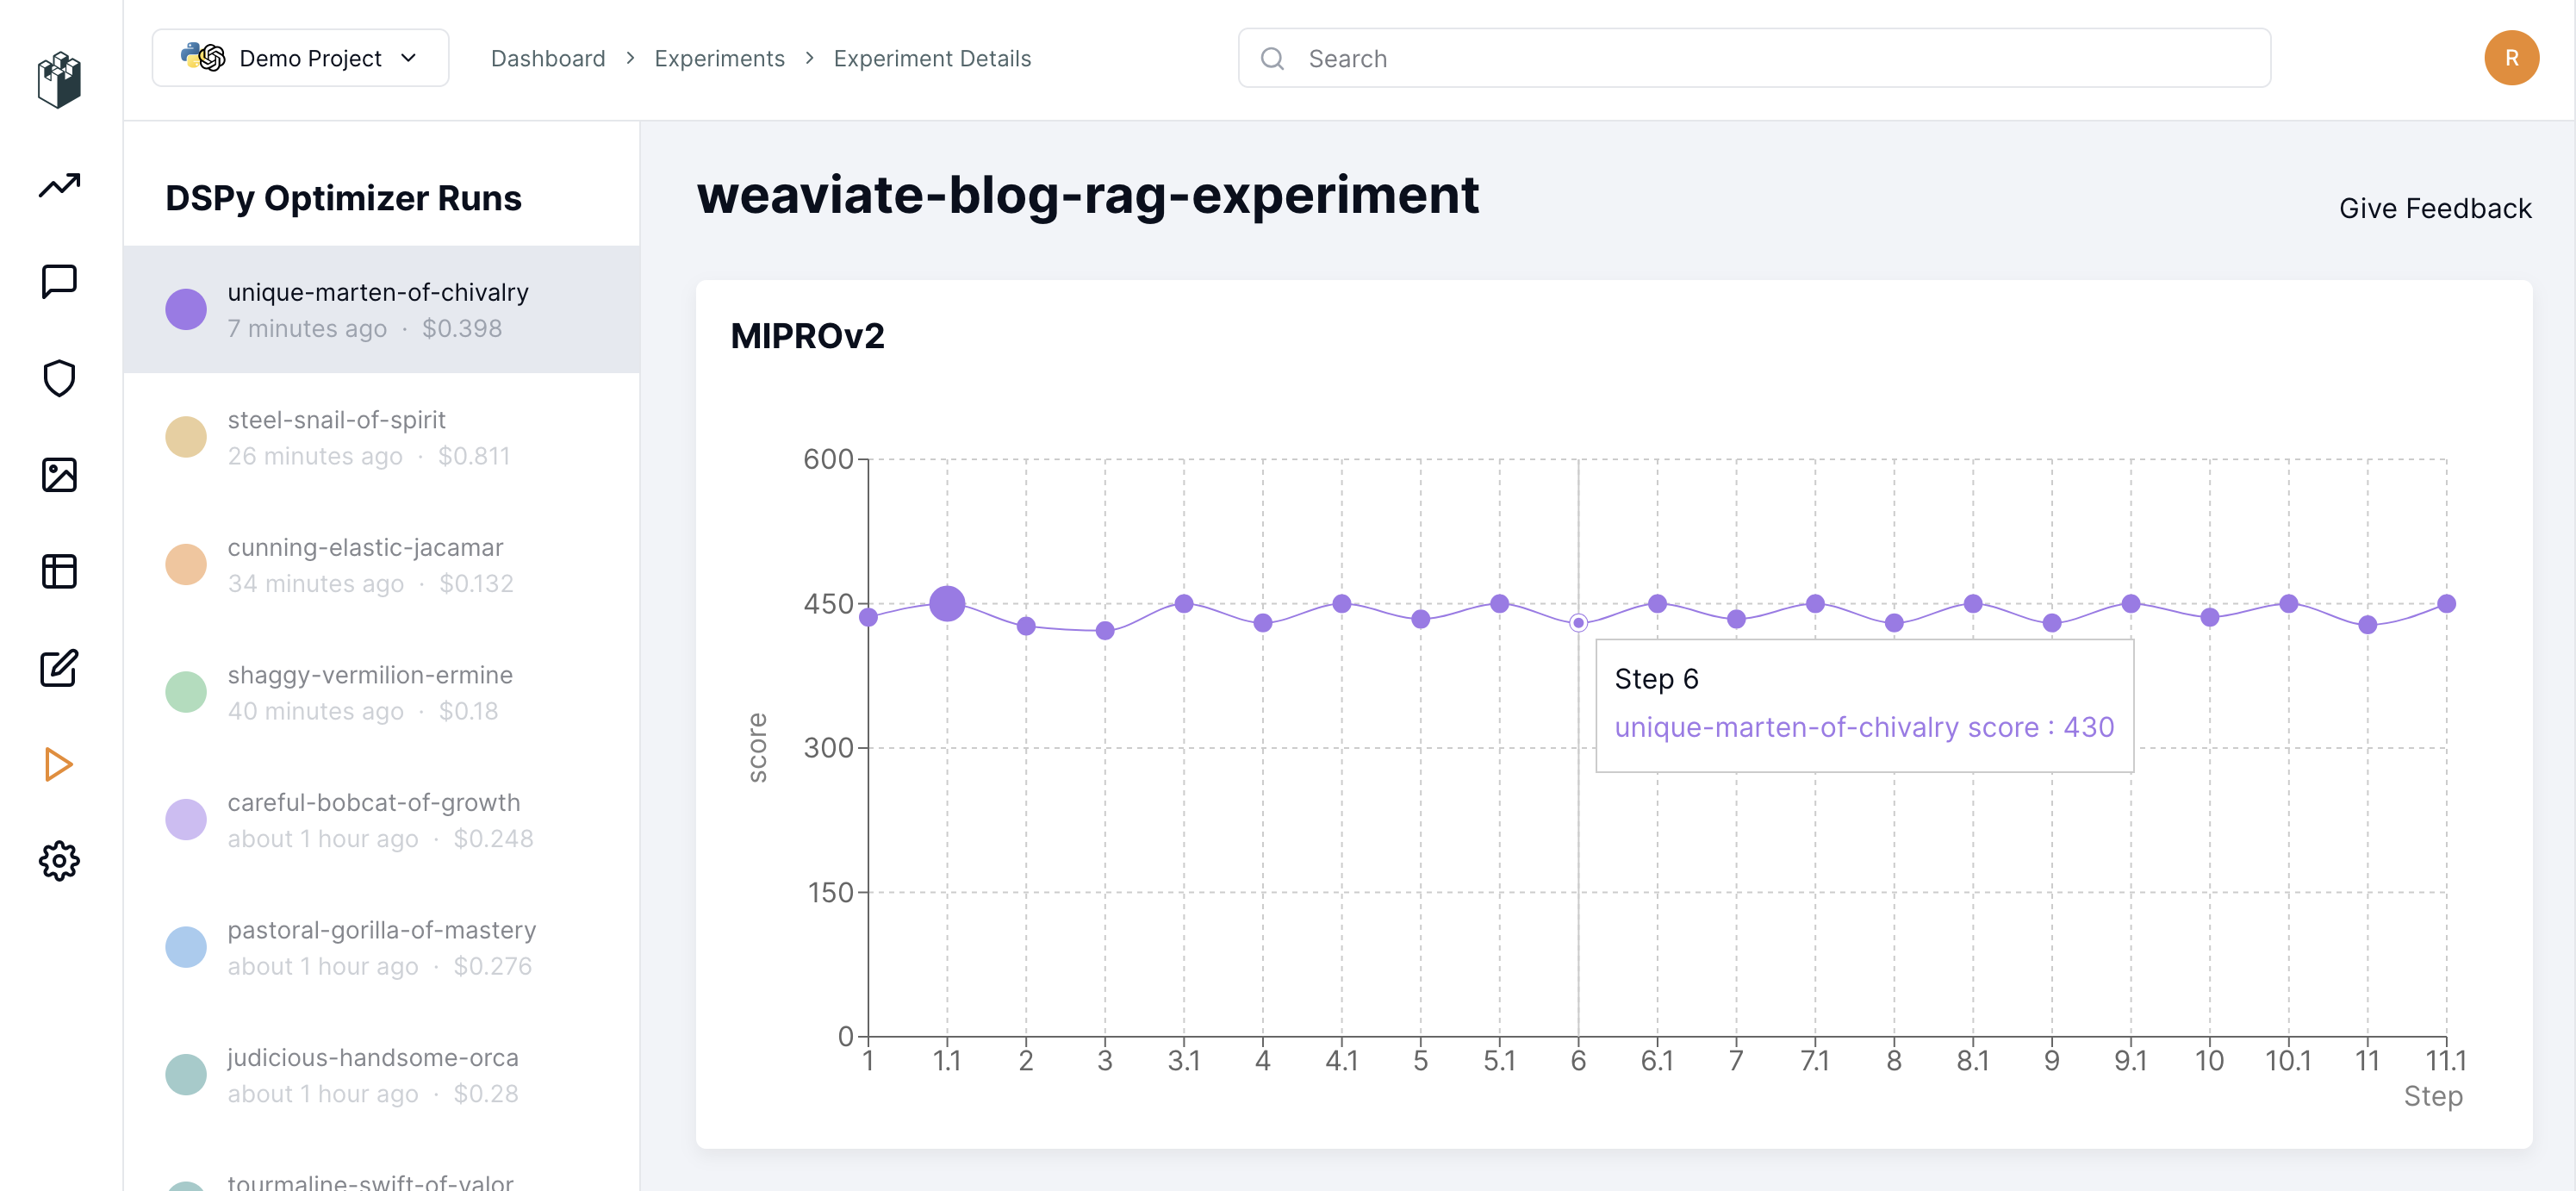 Demo Project
Dashboard > Experiments > Experiment Details
Search
R
DSPy Optimizer Runs
unique-marten-of-chivalry
7 minutes ago · $0.398
steel-snail-of-spirit
26 minutes ago · $0.811
cunning-elastic-jacamar
34 minutes ago · $0.132
shaggy-vermilion-ermine
40 minutes ago · $0.18
careful-bobcat-of-growth
about 1 hour ago · $0.248
pastoral-gorilla-of-mastery
about 1 hour ago · $0.276
judicious-handsome-orca
about 1 hour ago · $0.28
tourmaline-swift-of-valor
weaviate-blog-rag-experiment
Give Feedback
MIPROv2
600
450
300
150
0
score
Step 6
unique-marten-of-chivalry score : 430
1 1.1 2 3 3.1 4 4.1 5 5.1 6 6.1 7 7.1 8 8.1 9 9.1 10 10.1 11 11.1
Step